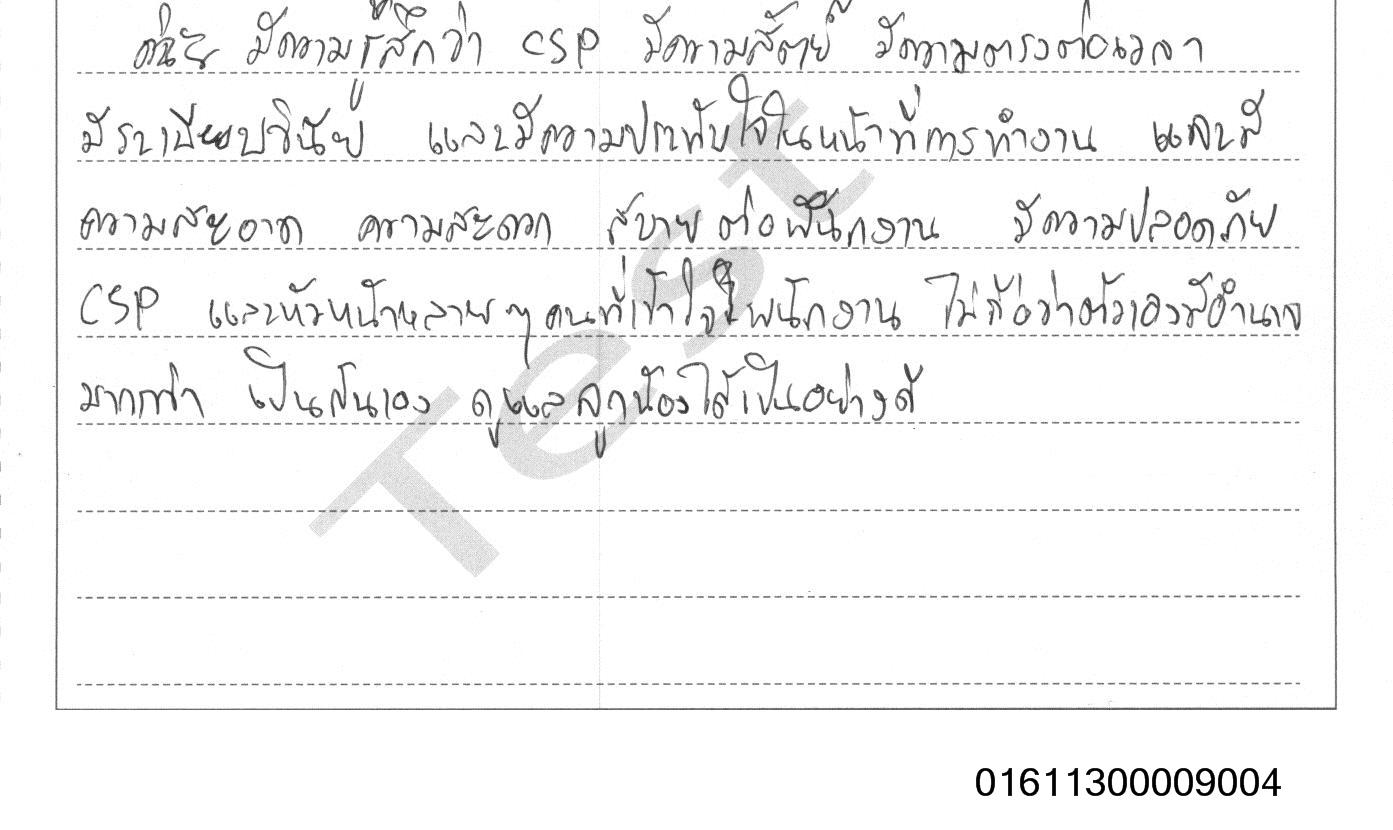 มีความรู้สึกว่า CSP มีความสัตย์ มีความตรงต่อเวลา
มีระเบียบวินัย และมีความประทับใจในหน้าที่การทำงาน และมี
ความสะอาด ความสะดวก สบายต่อพนักงาน มีความปลอดภัย
CSP และหัวหน้าหลายๆ คนที่เข้าใจพนักงาน ไม่ถือว่าตัวเองมีอำนาจ
มากกว่า เป็นกันเอง ดูแลลูกน้องได้เป็นอย่างดี
Test
01611300009004